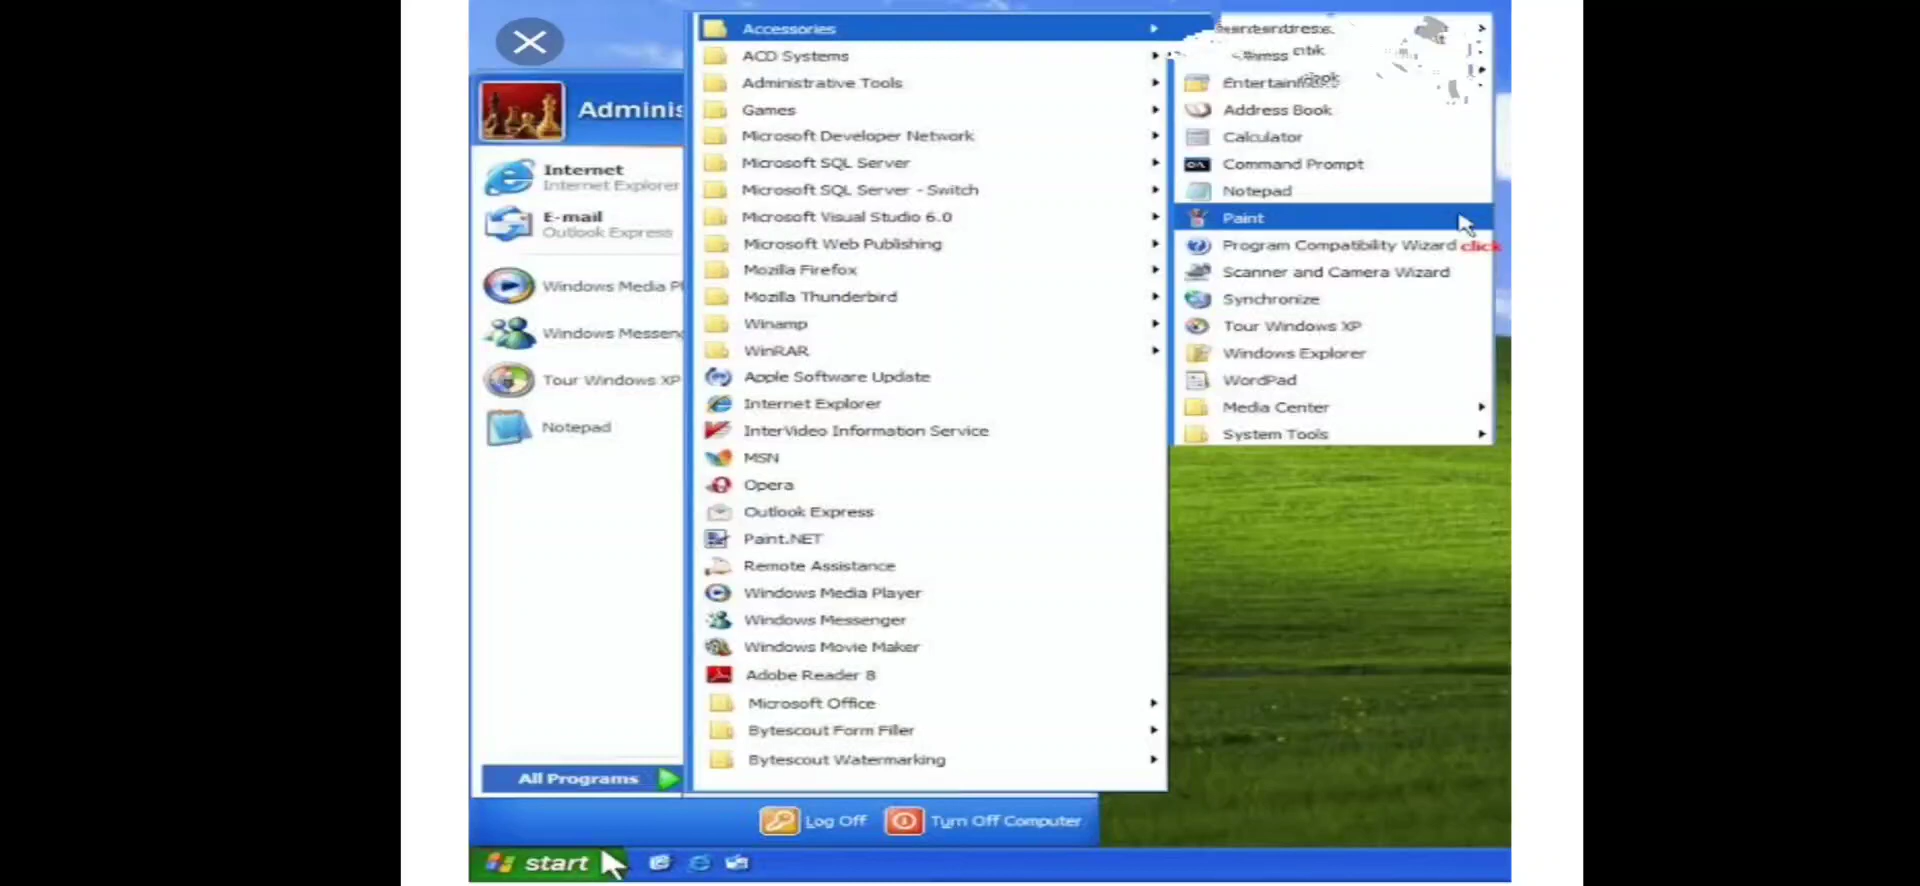 Adminis
Internet
Internet Explorer
E-mail
Outlook Express
Windows Media Pl
Windows Messeng
Tour Windows XP
Notepad
All Programs
Accessories
ACD Systems
Administrative Tools
Games
Microsoft Developer Network
Microsoft SQL Server
Microsoft SQL Server - Switch
Microsoft Visual Studio 6.0
Microsoft Web Publishing
Mozilla Firefox
Mozilla Thunderbird
Winamp
WinRAR
Apple Software Update
Internet Explorer
InterVideo Information Service
MSN
Opera
Outlook Express
Paint.NET
Remote Assistance
Windows Media Player
Windows Messenger
Windows Movie Maker
Adobe Reader 8
Microsoft Office
Bytescout Form Filler
Bytescout Watermarking
Address Book
Calculator
Command Prompt
Notepad
Paint
Program Compatibility Wizard click
Scanner and Camera Wizard
Synchronize
Tour Windows XP
Windows Explorer
WordPad
Media Center
System Tools
Log Off
Turn Off Computer
start